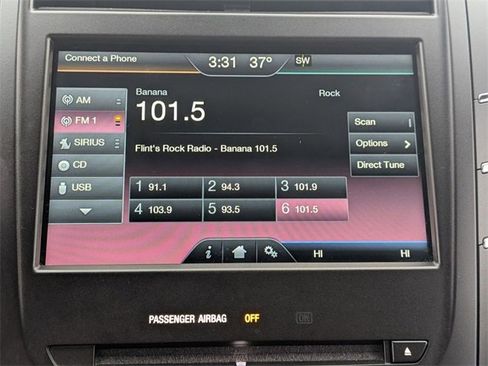 Connect a Phone 3:31 37° SW
Banana Rock
101.5
AM
FM 1
SIRIUS
CD
USB
Flint's Rock Radio - Banana 101.5
Scan
Options
Direct Tune
1 91.1 2 94.3 3 101.9
4 103.9 5 93.5 6 101.5
i HI HI
PASSENGER AIRBAG OFF ON